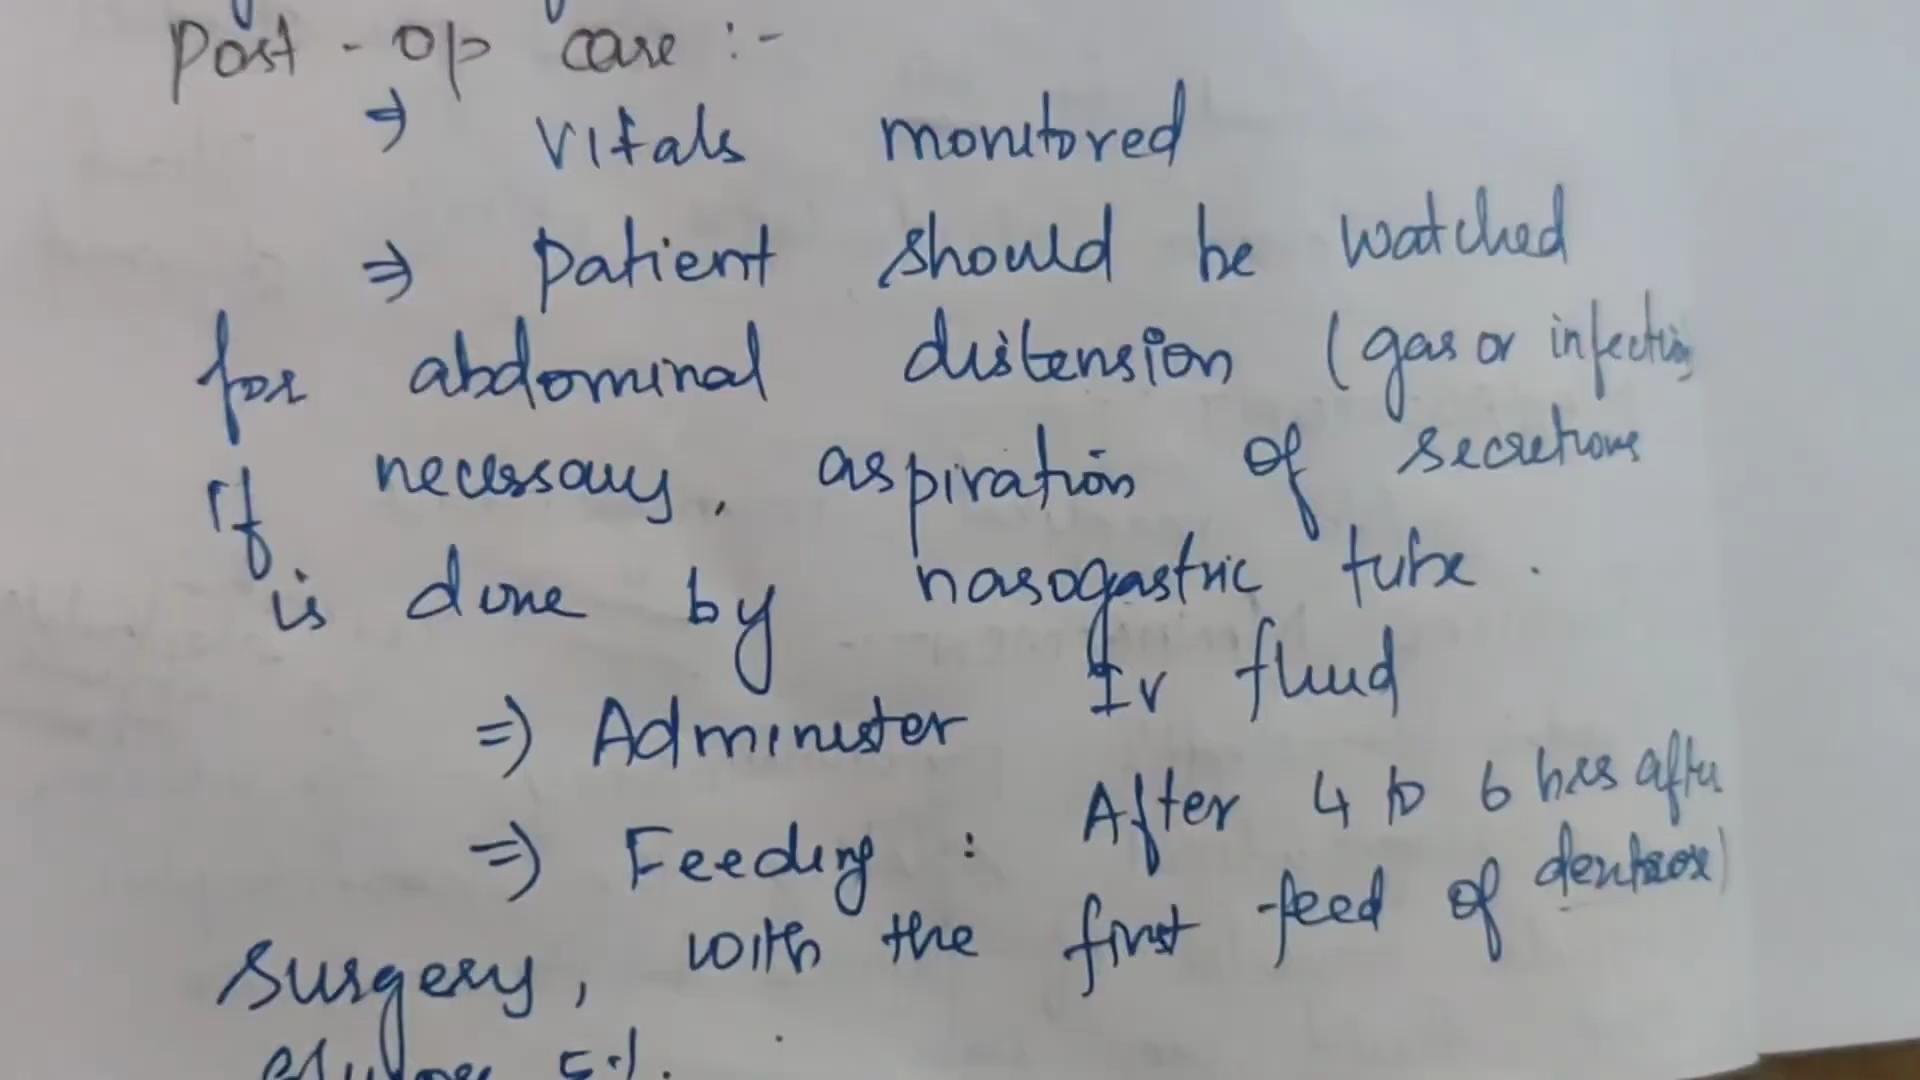 Post - op care :-
⇒ Vitals monitored
⇒ Patient should be watched
for abdominal distension (gas or infection
If necessary, aspiration of secretions
is done by nasogastric tube.
⇒ Administer Iv fluid
⇒ Feeding : After 4 to 6 hrs after
surgery, with the first feed of
5%.